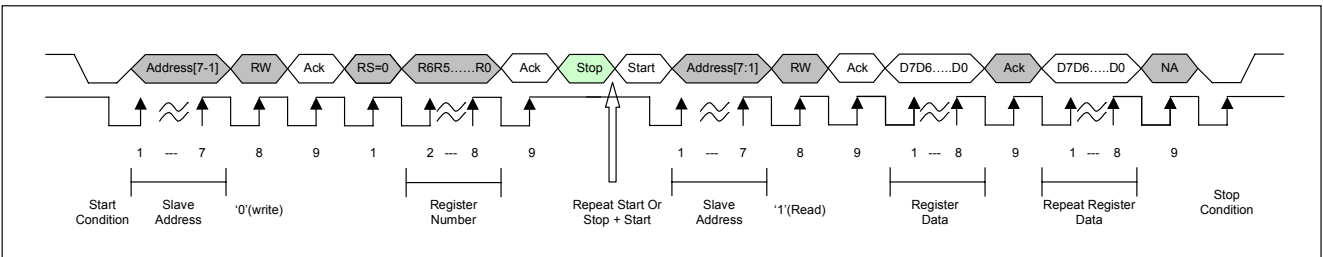 Address[7-1] RW Ack RS=0 R6R5......R0 Ack Stop Start Address[7:1] RW Ack D7D6.....D0 Ack D7D6.....D0 NA
1 --- 7 8 9 1 2 --- 8 9 1 --- 7 8 9 1 --- 8 9 1 --- 8 9
Start Condition
Slave Address
‘0’(write)
Register Number
Repeat Start Or
Stop + Start
Slave Address
‘1’(Read)
Register Data
Repeat Register Data
Stop Condition